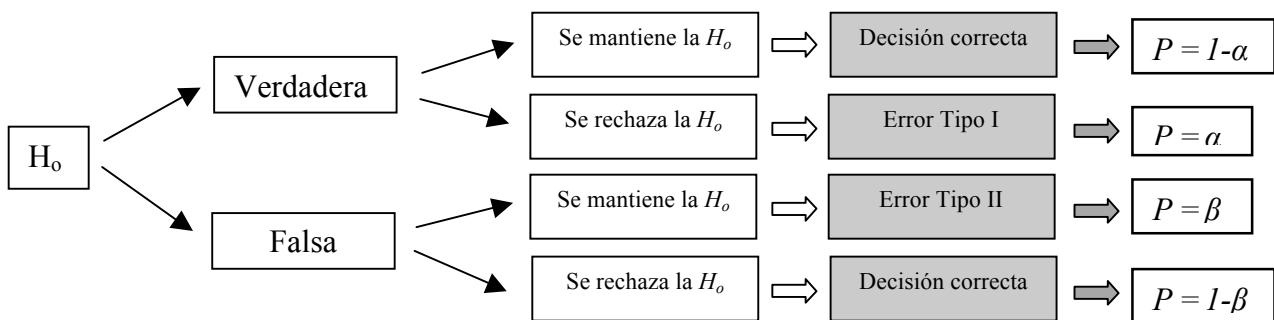 Se mantiene la Ho
Decisión correcta
P = 1-α
Verdadera
Se rechaza la Ho
Error Tipo I
P = α
Ho
Se mantiene la Ho
Error Tipo II
P = β
Falsa
Se rechaza la Ho
Decisión correcta
P = 1-β